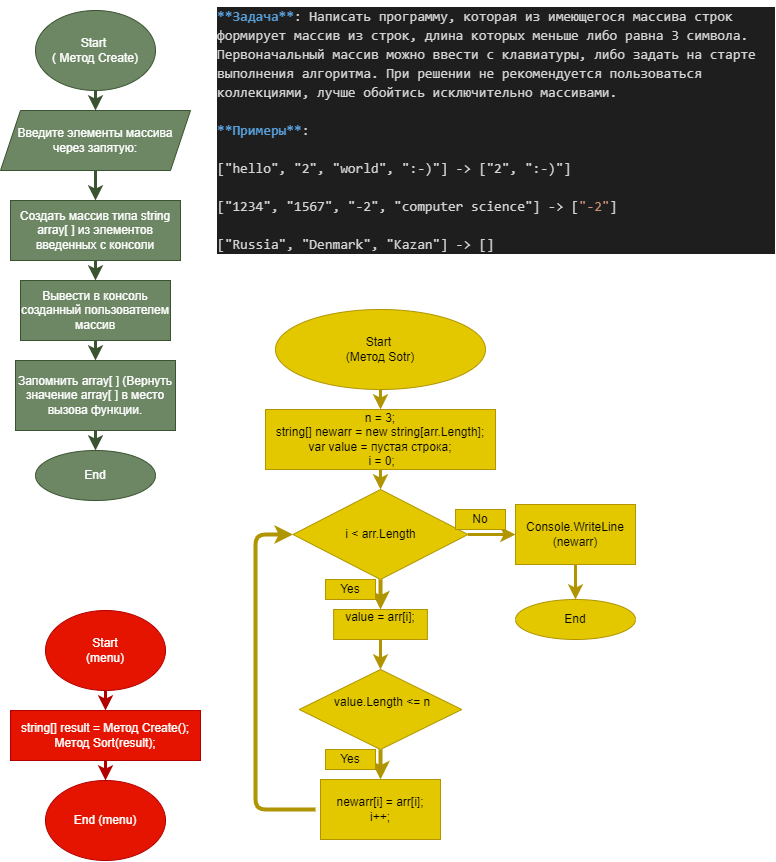 Start
( Метод Create)
Введите элементы массива
через запятую:
Создать массив типа string
array[ ] из элементов
введенных с консоли
Вывести в консоль
созданный пользователем
массив
Запомнить array[ ] (Вернуть
значение array[ ] в место
вызова функции.
End
**Задача**: Написать программу, которая из имеющегося массива строк
формирует массив из строк, длина которых меньше либо равна 3 символа.
Первоначальный массив можно ввести с клавиатуры, либо задать на старте
выполнения алгоритма. При решении не рекомендуется пользоваться
коллекциями, лучше обойтись исключительно массивами.
**Примеры**:
["hello", "2", "world", ":-)"] -> ["2", ":-)"]
["1234", "1567", "-2", "computer science"] -> ["-2"]
["Russia", "Denmark", "Kazan"] -> []
Start
(Метод Sotr)
n = 3;
string[] newarr = new string[arr.Length];
var value = пустая строка;
i = 0;
i < arr.Length
No
Console.WriteLine
(newarr)
End
Yes
value = arr[i];
value.Length <= n
Yes
newarr[i] = arr[i];
i++;
Start
(menu)
string[] result = Метод Create();
Метод Sort(result);
End (menu)